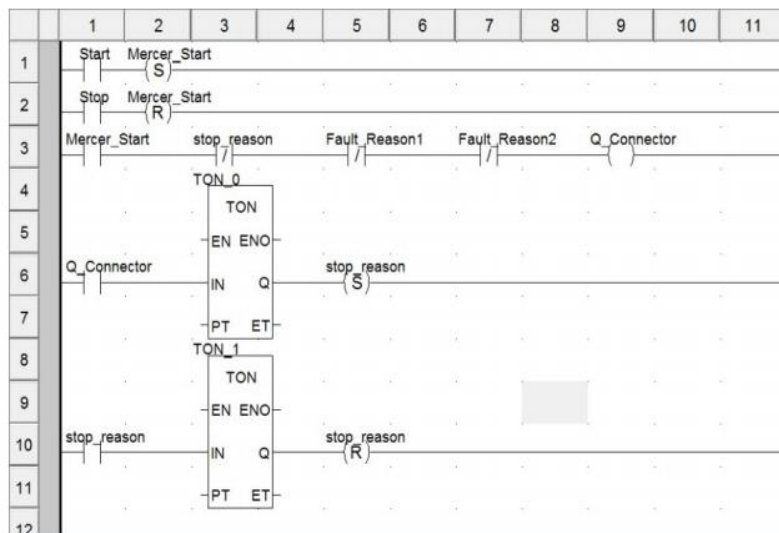 1 2 3 4 5 6 7 8 9 10 11
1
Start Mercer_Start
S
2
Stop Mercer_Start
R
3
Mercer_Start stop_reason Fault_Reason1 Fault_Reason2 Q_Connector
/ / /
4
TON_0
TON
5
EN ENO
6
Q_Connector stop_reason
IN Q S
7
PT ET
8
TON_1
TON
9
EN ENO
10
stop_reason stop_reason
IN Q R
11
PT ET
12